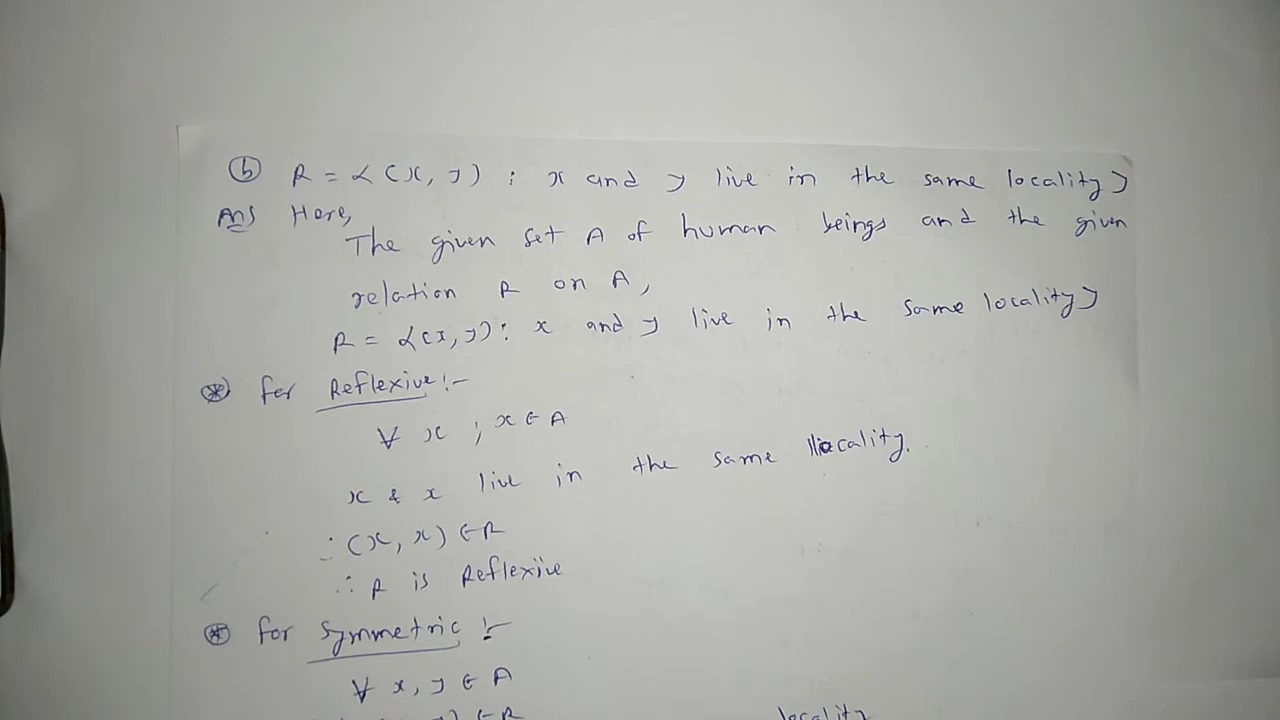 (b) R = {(x, y) : x and y live in the same locality}
Ans Here,
The given set A of human beings and the given
relation R on A,
R = {(x, y) : x and y live in the same locality}
⊛ for Reflexive :-
∀ x ; x ∈ A
x & x live in the same locality.
∴ (x, x) ∈ R
∴ R is Reflexive
⊛ for Symmetric :-
∀ x, y ∈ A
∈ R locality